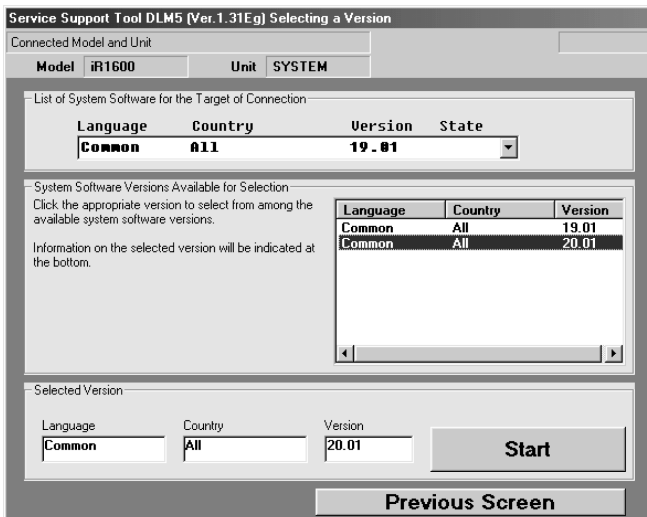 Service Support Tool DLM5 (Ver.1.31Eg) Selecting a Version
Connected Model and Unit
Model iR1600 Unit SYSTEM
List of System Software for the Target of Connection
Language Country Version State
Common All 19.01
System Software Versions Available for Selection
Click the appropriate version to select from among the
available system software versions.
Information on the selected version will be indicated at
the bottom.
Language Country Version
Common All 19.01
Common All 20.01
Selected Version
Language Country Version
Common All 20.01
Start
Previous Screen